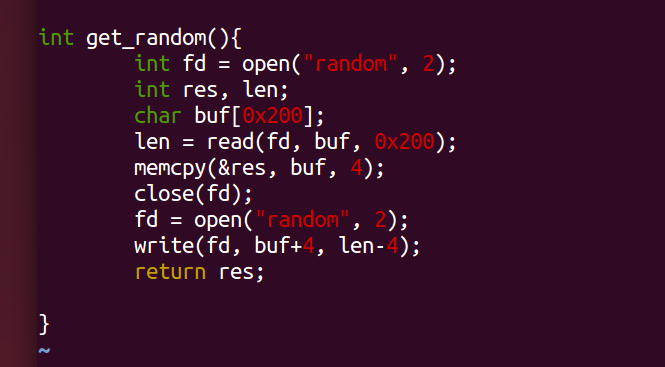 int get_random(){
        int fd = open("random", 2);
        int res, len;
        char buf[0x200];
        len = read(fd, buf, 0x200);
        memcpy(&res, buf, 4);
        close(fd);
        fd = open("random", 2);
        write(fd, buf+4, len-4);
        return res;

}
~